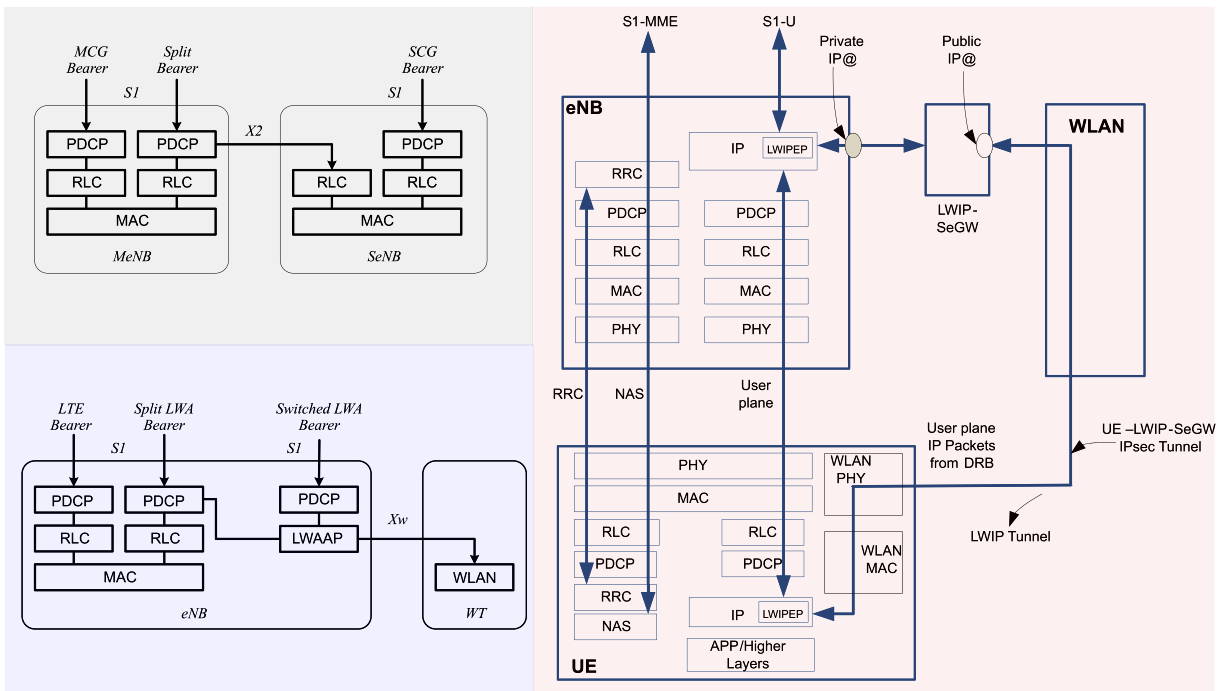 MCG
Bearer
Split
Bearer
SCG
Bearer
S1
S1
PDCP
PDCP
X2
PDCP
RLC
RLC
RLC
RLC
MAC
MAC
MeNB
SeNB
LTE
Bearer
Split LWA
Bearer
Switched LWA
Bearer
S1
S1
PDCP
PDCP
PDCP
RLC
RLC
LWAAP
Xw
MAC
WLAN
eNB
WT
S1-MME
S1-U
Private
IP@
Public
IP@
eNB
WLAN
IP
LWIPEP
RRC
PDCP
PDCP
RLC
RLC
MAC
MAC
PHY
PHY
LWIP-
SeGW
RRC
NAS
User
plane
User plane
IP Packets
from DRB
UE –LWIP-SeGW
IPsec Tunnel
LWIP Tunnel
PHY
WLAN
PHY
MAC
RLC
RLC
PDCP
PDCP
WLAN
MAC
RRC
IP
LWIPEP
NAS
APP/Higher
Layers
UE